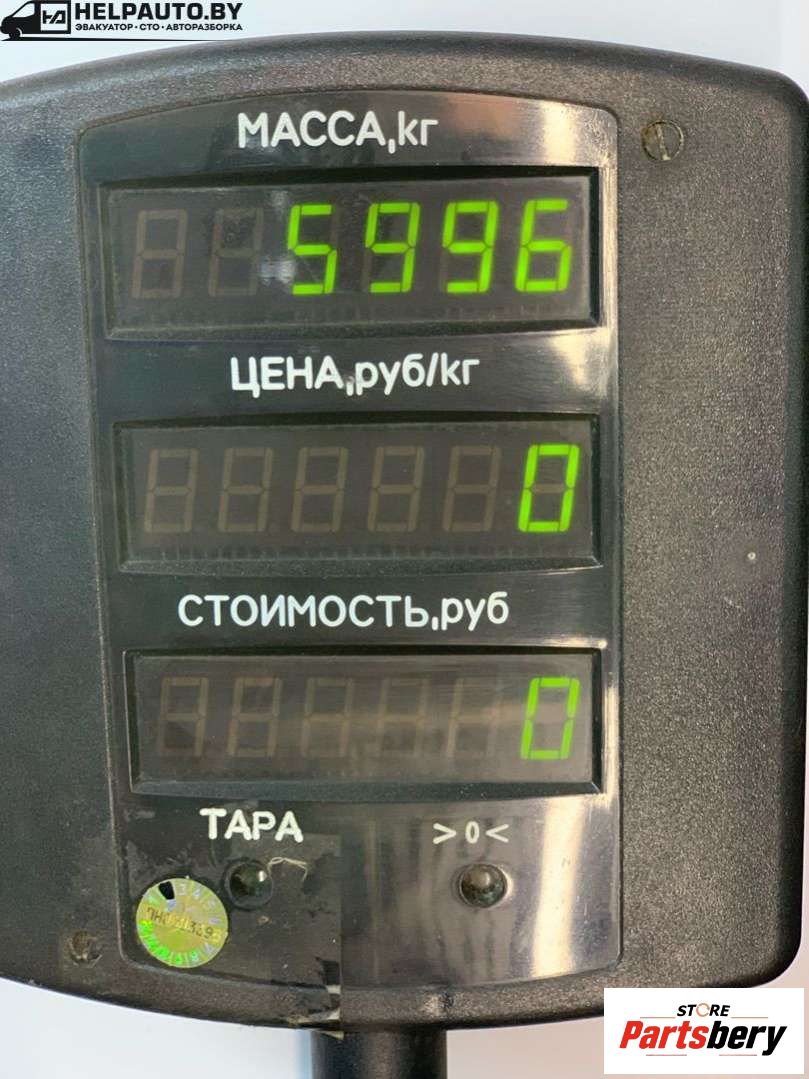 HELPAUTO.BY
ЭВАКУАТОР • СТО • АВТОРАЗБОРКА
МАССА,кг
5996
ЦЕНА,руб/кг
0
СТОИМОСТЬ,руб
0
ТАРА >0<
STORE
Partsbery